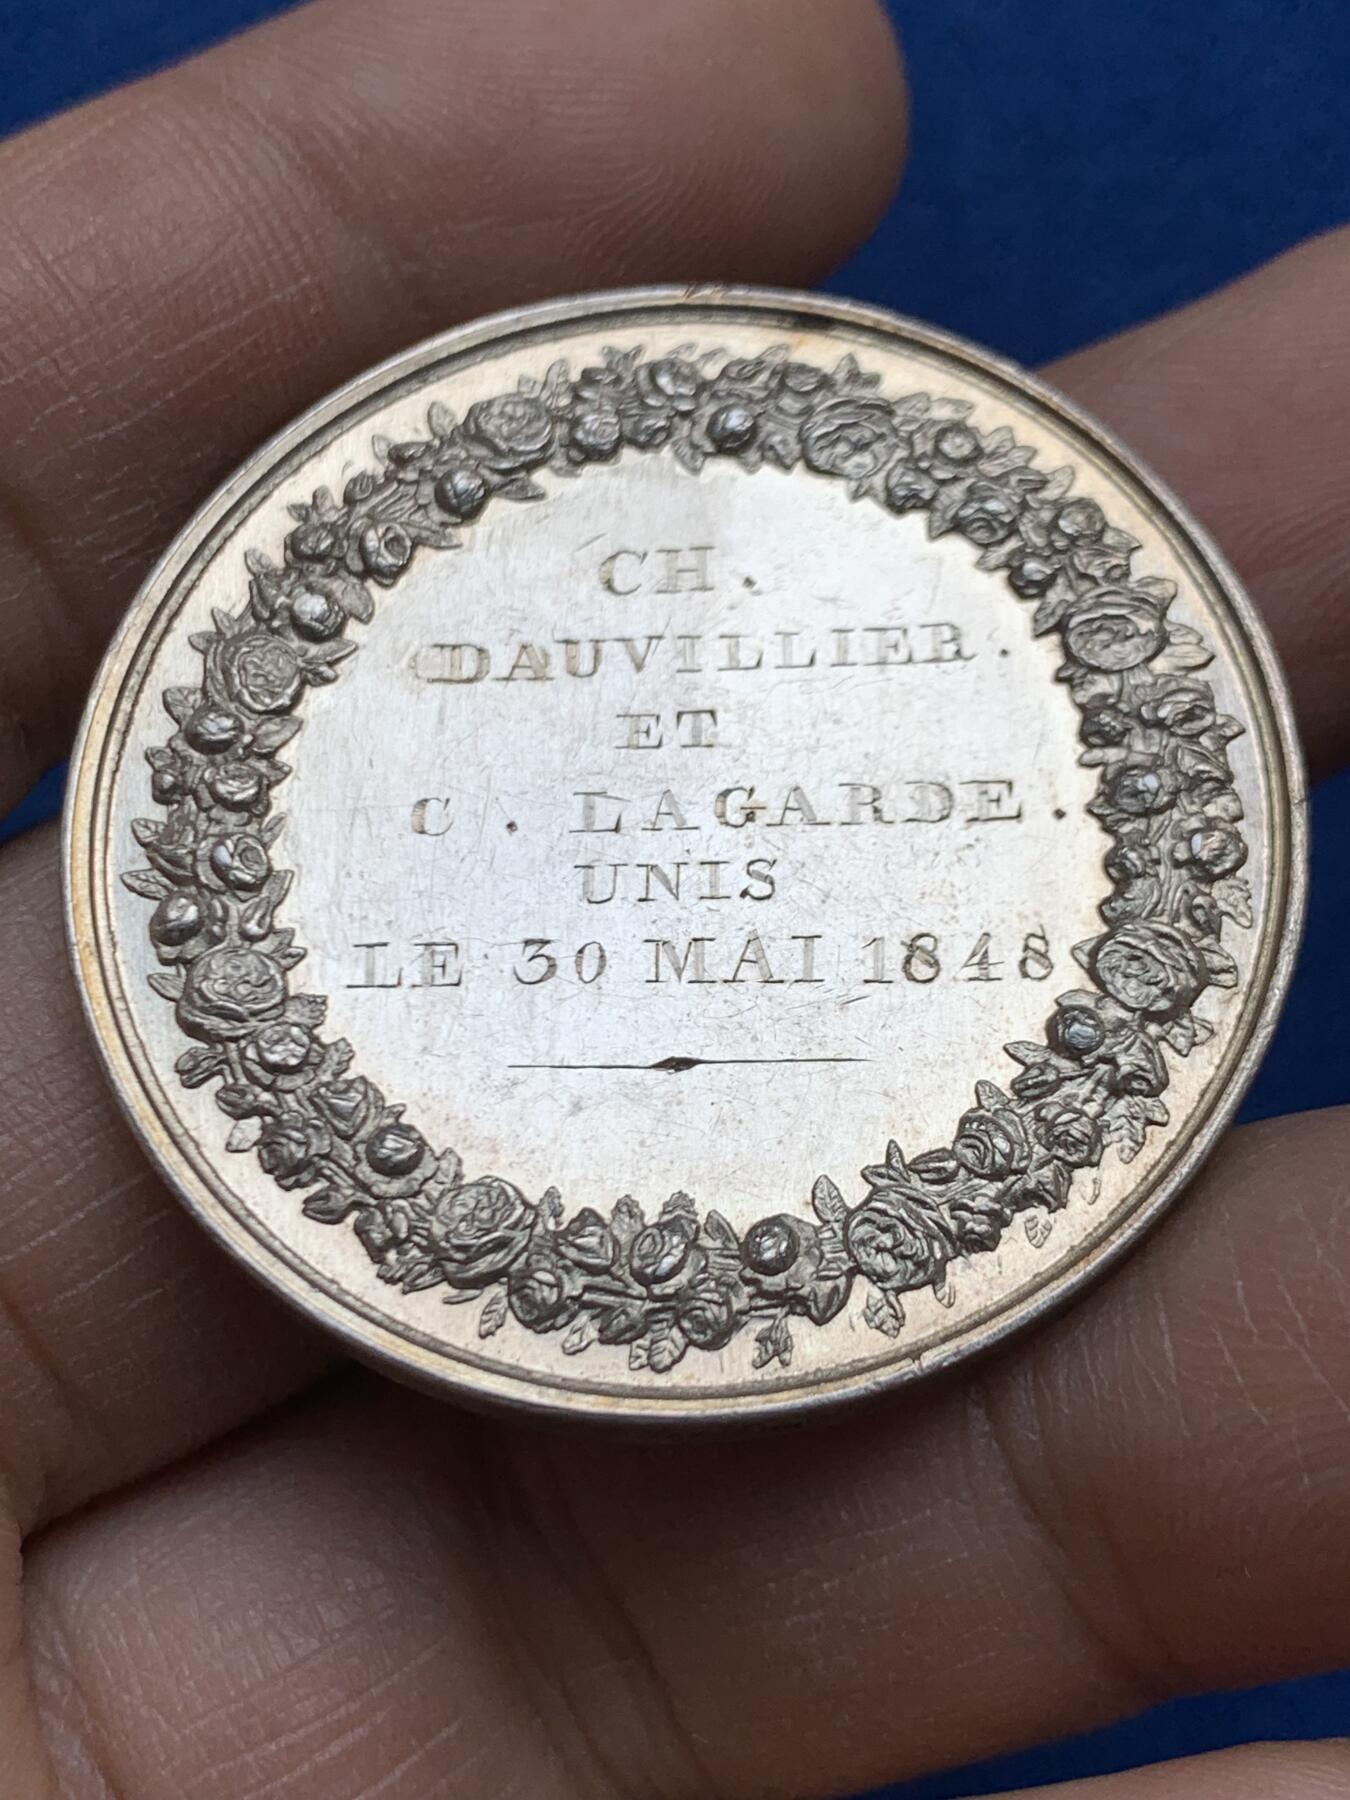 CH.
DAUVILLIER.
ET
C. LAGARDE.
UNIS
LE 30 MAI 1848